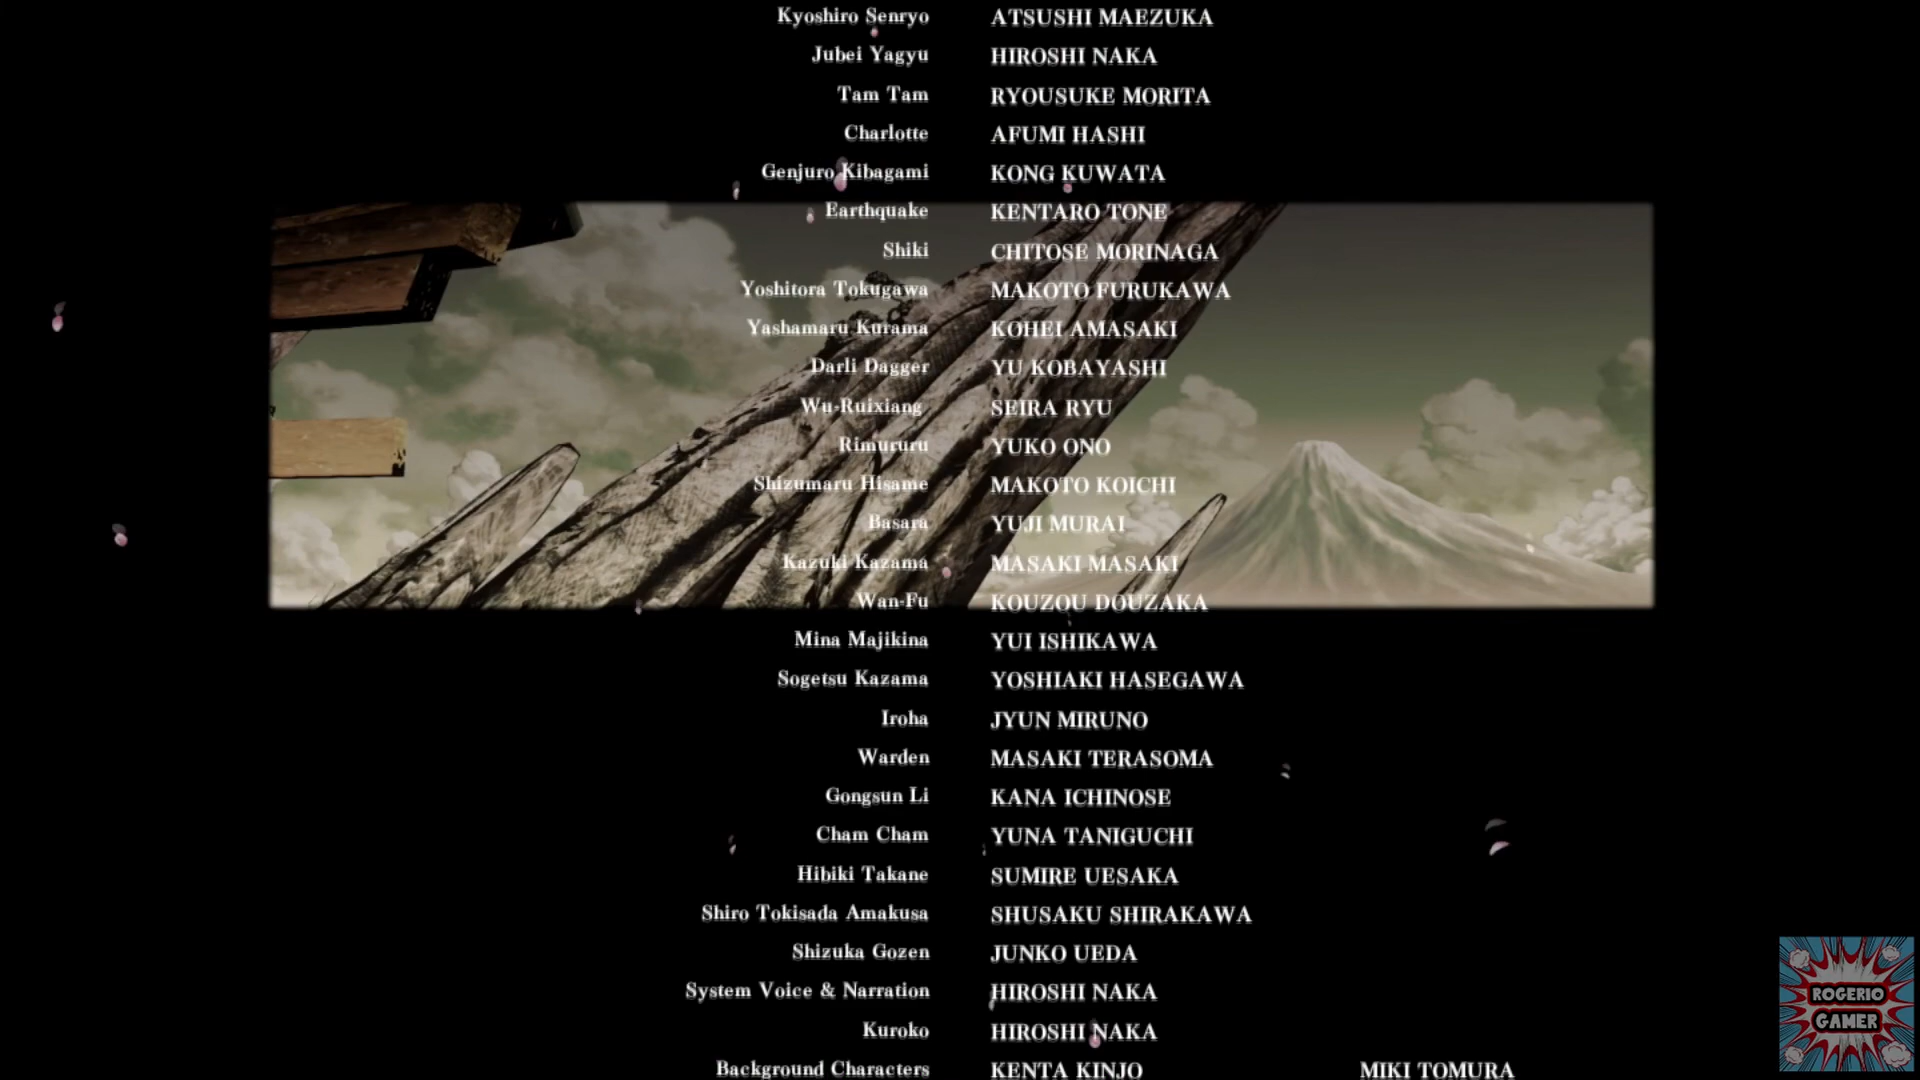 Kyoshiro Senryo ATSUSHI MAEZUKA
Jubei Yagyu HIROSHI NAKA
Tam Tam RYOUSUKE MORITA
Charlotte AFUMI HASHI
Genjuro Kibagami KONG KUWATA
Earthquake KENTARO TONE
Shiki CHITOSE MORINAGA
Yoshitora Tokugawa MAKOTO FURUKAWA
Yashamaru Kurama KOHEI AMASAKI
Darli Dagger YU KOBAYASHI
Wu-Ruixiang SEIRA RYU
Rimururu YUKO ONO
Shizumaru Hisame MAKOTO KOICHI
Basara YUJI MURAI
Kazuki Kazama MASAKI MASAKI
Wan-Fu KOUZOU DOUZAKA
Mina Majikina YUI ISHIKAWA
Sogetsu Kazama YOSHIAKI HASEGAWA
Iroha JYUN MIRUNO
Warden MASAKI TERASOMA
Gongsun Li KANA ICHINOSE
Cham Cham YUNA TANIGUCHI
Hibiki Takane SUMIRE UESAKA
Shiro Tokisada Amakusa SHUSAKU SHIRAKAWA
Shizuka Gozen JUNKO UEDA
System Voice & Narration HIROSHI NAKA
Kuroko HIROSHI NAKA
Background Characters KENTA KINJO MIKI TOMURA
ROGERIO
GAMER